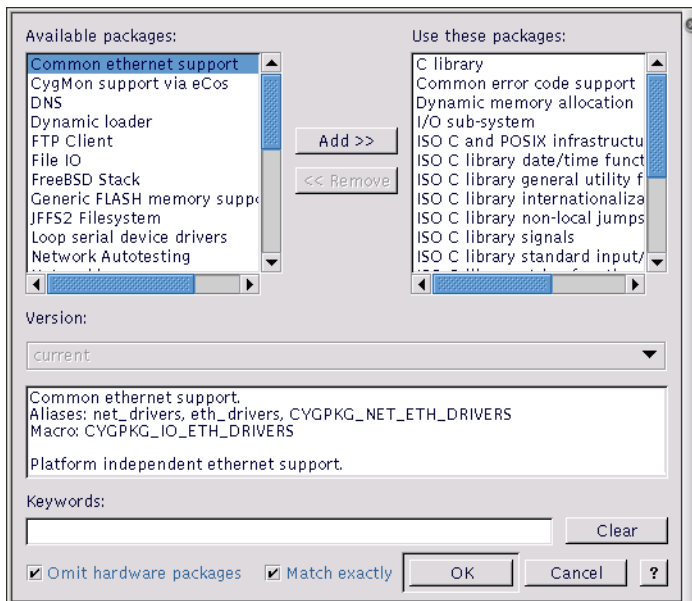 Available packages:
Common ethernet support
CygMon support via eCos
DNS
Dynamic loader
FTP Client
File IO
FreeBSD Stack
Generic FLASH memory supp
JFFS2 Filesystem
Loop serial device drivers
Network Autotesting
Add >>
<< Remove
Use these packages:
C library
Common error code support
Dynamic memory allocation
I/O sub-system
ISO C and POSIX infrastructu
ISO C library date/time funct
ISO C library general utility f
ISO C library internationaliza
ISO C library non-local jumps
ISO C library signals
ISO C library standard input/
Version:
current
Common ethernet support.
Aliases: net_drivers, eth_drivers, CYGPKG_NET_ETH_DRIVERS
Macro: CYGPKG_IO_ETH_DRIVERS
Platform independent ethernet support.
Keywords:
Clear
Omit hardware packages
Match exactly
OK
Cancel
?